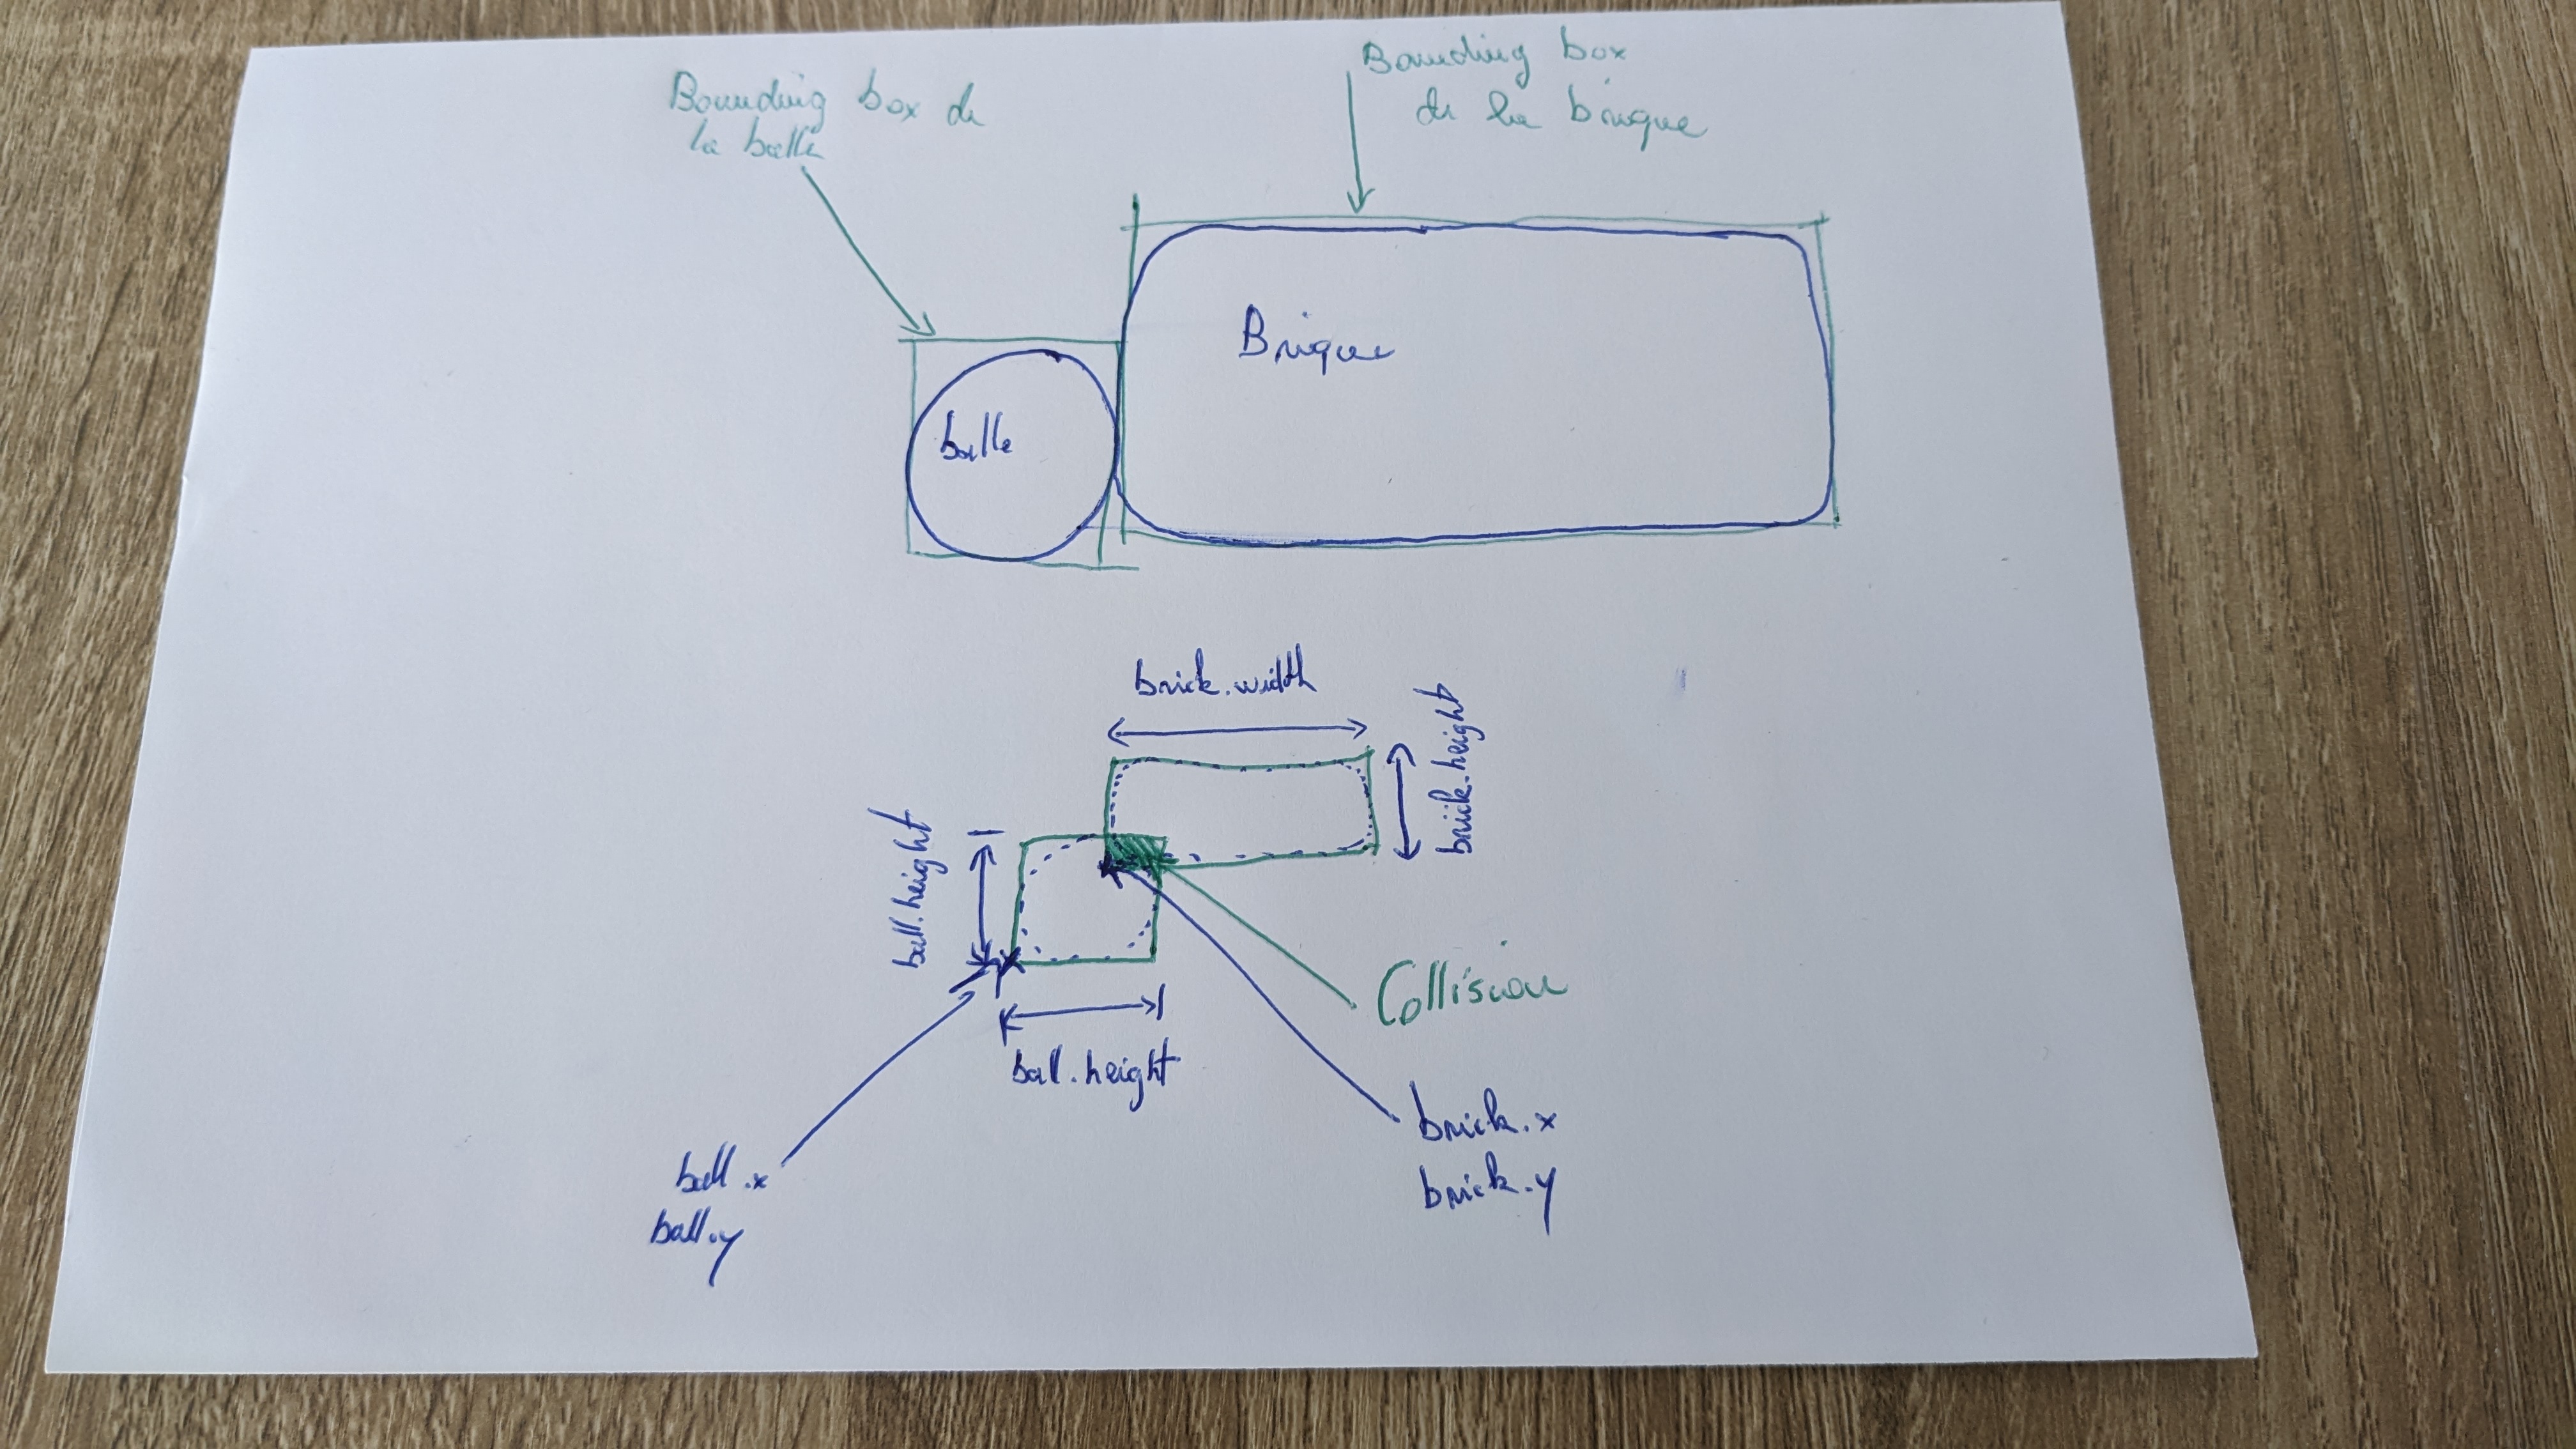 Bounding box de
la balle
Bounding box
de la brique
Brique
balle
brick.width
brick.height
ball.height
Collision
ball.height
brick.x
brick.y
ball.x
ball.y